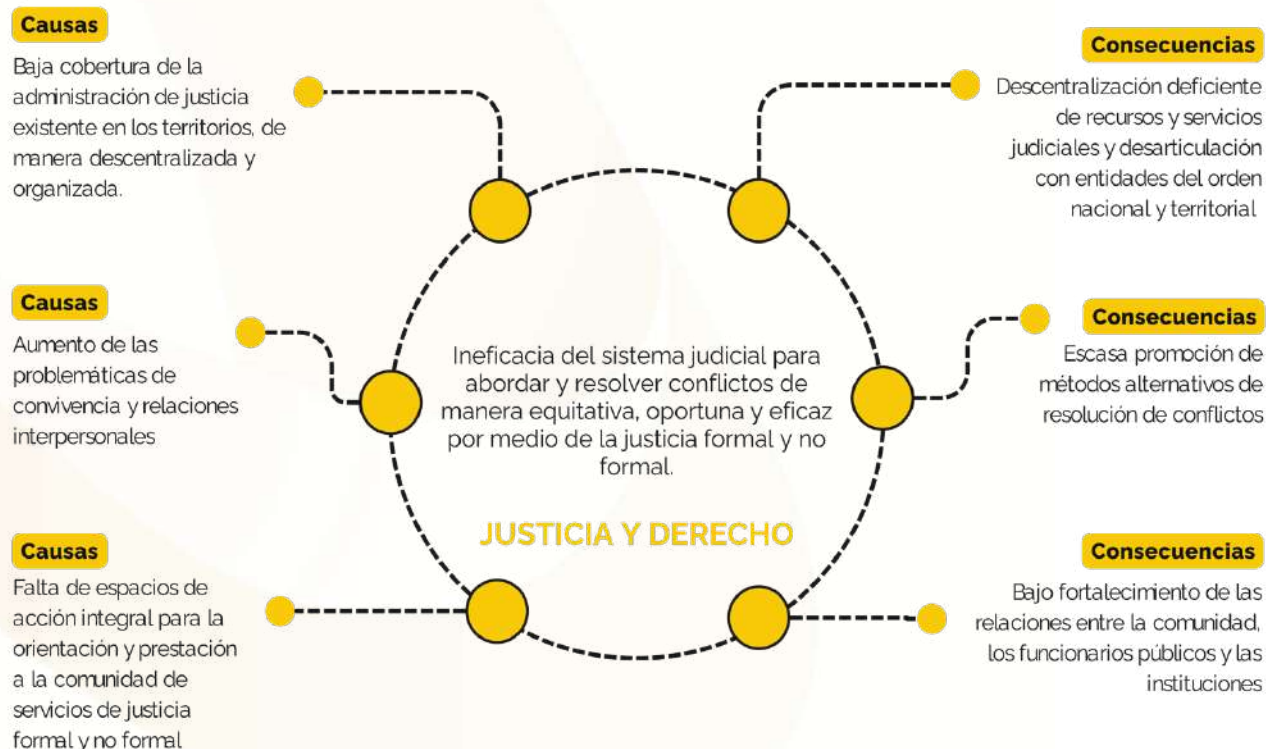 Causas
Baja cobertura de la
administración de justicia
existente en los territorios, de
manera descentralizada y
organizada.
Causas
Aumento de las
problemáticas de
convivencia y relaciones
interpersonales
Causas
Falta de espacios de
acción integral para la
orientación y prestación
a la comunidad de
servicios de justicia
formal y no formal
Ineficacia del sistema judicial para
abordar y resolver conflictos de
manera equitativa, oportuna y eficaz
por medio de la justicia formal y no
formal.
JUSTICIA Y DERECHO
Consecuencias
Descentralización deficiente
de recursos y servicios
judiciales y desarticulación
con entidades del orden
nacional y territorial
Consecuencias
Escasa promoción de
métodos alternativos de
resolución de conflictos
Consecuencias
Bajo fortalecimiento de las
relaciones entre la comunidad,
los funcionarios públicos y las
instituciones